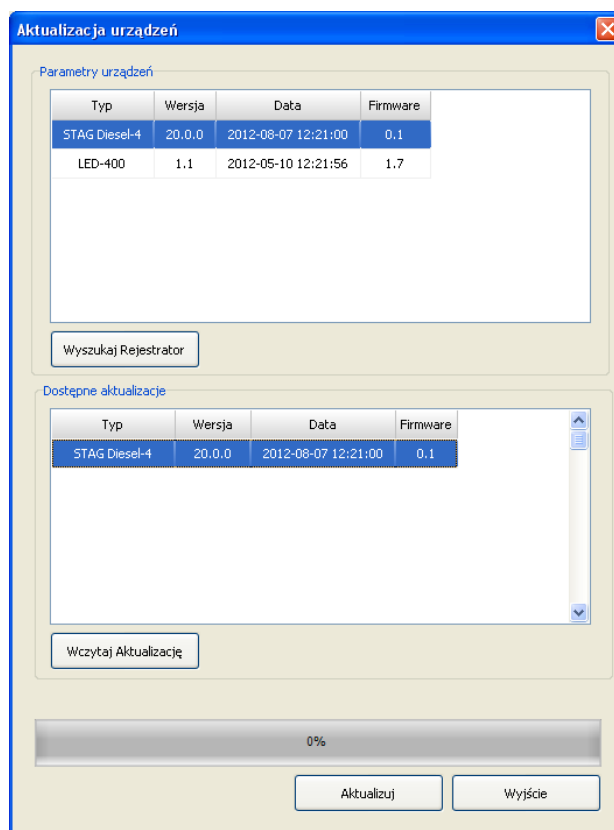 Aktualizacja urządzeń
Parametry urządzeń
Typ Wersja Data Firmware
STAG Diesel-4 20.0.0 2012-08-07 12:21:00 0.1
LED-400 1.1 2012-05-10 12:21:56 1.7
Wyszukaj Rejestrator
Dostępne aktualizacje
Typ Wersja Data Firmware
STAG Diesel-4 20.0.0 2012-08-07 12:21:00 0.1
Wczytaj Aktualizację
0%
Aktualizuj Wyjście